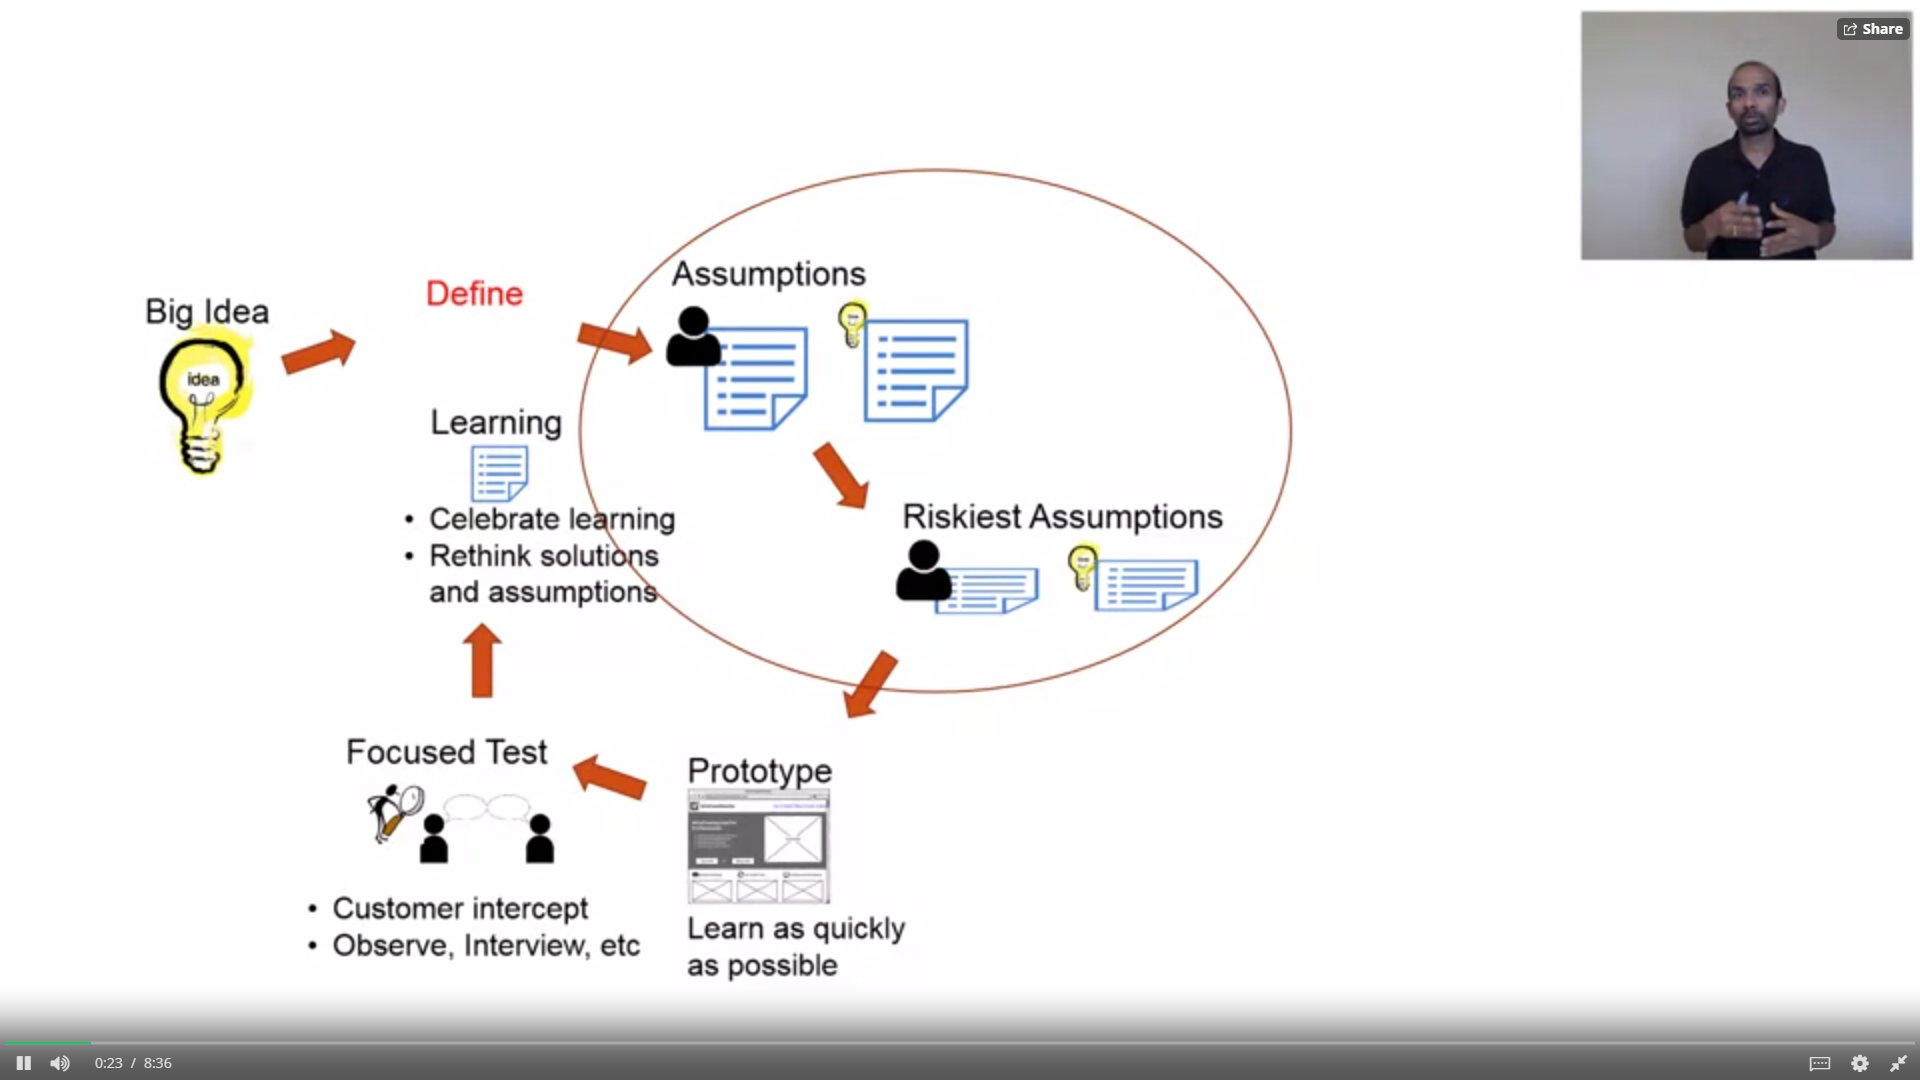 Share
Big Idea
idea
Define
Assumptions
Learning
• Celebrate learning
• Rethink solutions
and assumptions
Riskiest Assumptions
Focused Test
• Customer intercept
• Observe, Interview, etc
Prototype
Learn as quickly
as possible
0:23 / 8:36